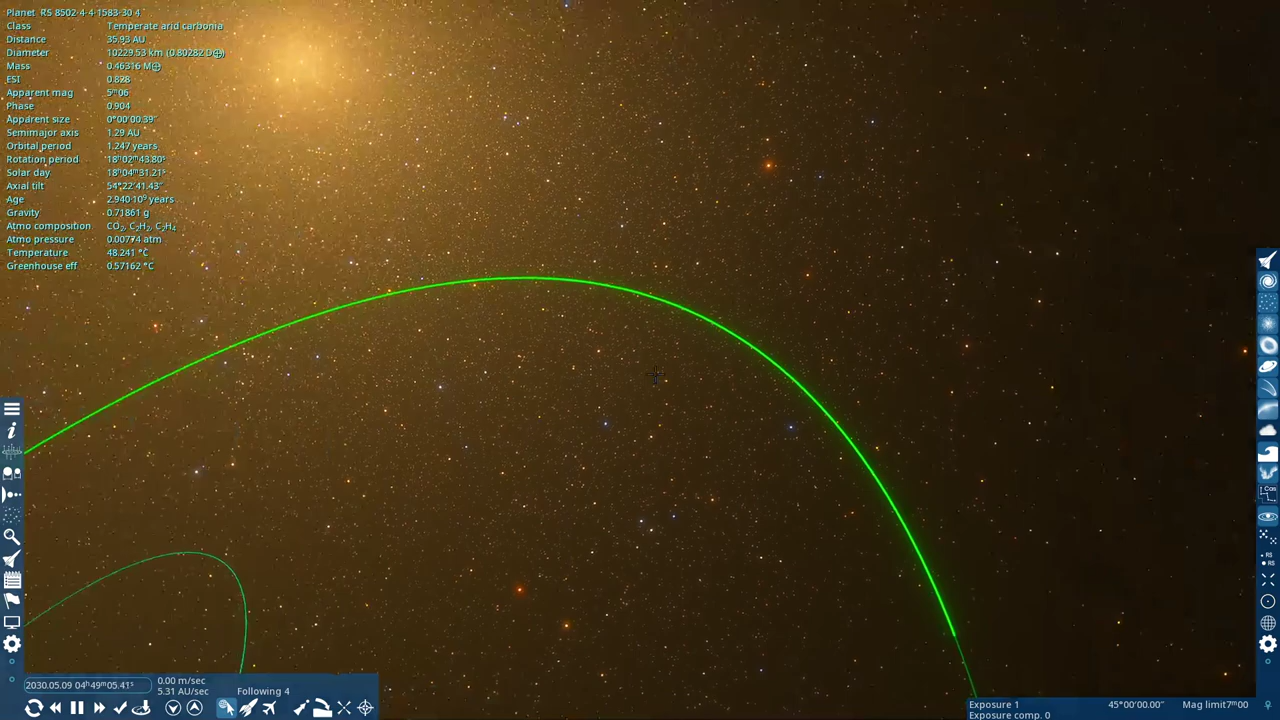 Planet RS 8502-4-4-1583-30 4
Class Temperate arid carbonia
Distance 35.93 AU
Diameter 10229.53 km (0.80282 D⊕)
Mass 0.46316 M⊕
ESI 0.828
Apparent mag 5ᵐ06
Phase 0.904
Apparent size 0°00'00.39"
Semimajor axis 1.29 AU
Orbital period 1.247 years
Rotation period 18ʰ02ᵐ43.80ˢ
Solar day 18ʰ04ᵐ31.21ˢ
Axial tilt 54°22'41.43"
Age 2.940·10⁹ years
Gravity 0.71861 g
Atmo composition CO₂, C₂H₂, C₂H₄
Atmo pressure 0.00774 atm
Temperature 48.241 °C
Greenhouse eff 0.57162 °C
RS
RS
2030.05.09 04ʰ49ᵐ05.41ˢ
0.00 m/sec
5.31 AU/sec
Following 4
Exposure 1 45°00'00.00" Mag limit7ᵐ00
Exposure comp. 0